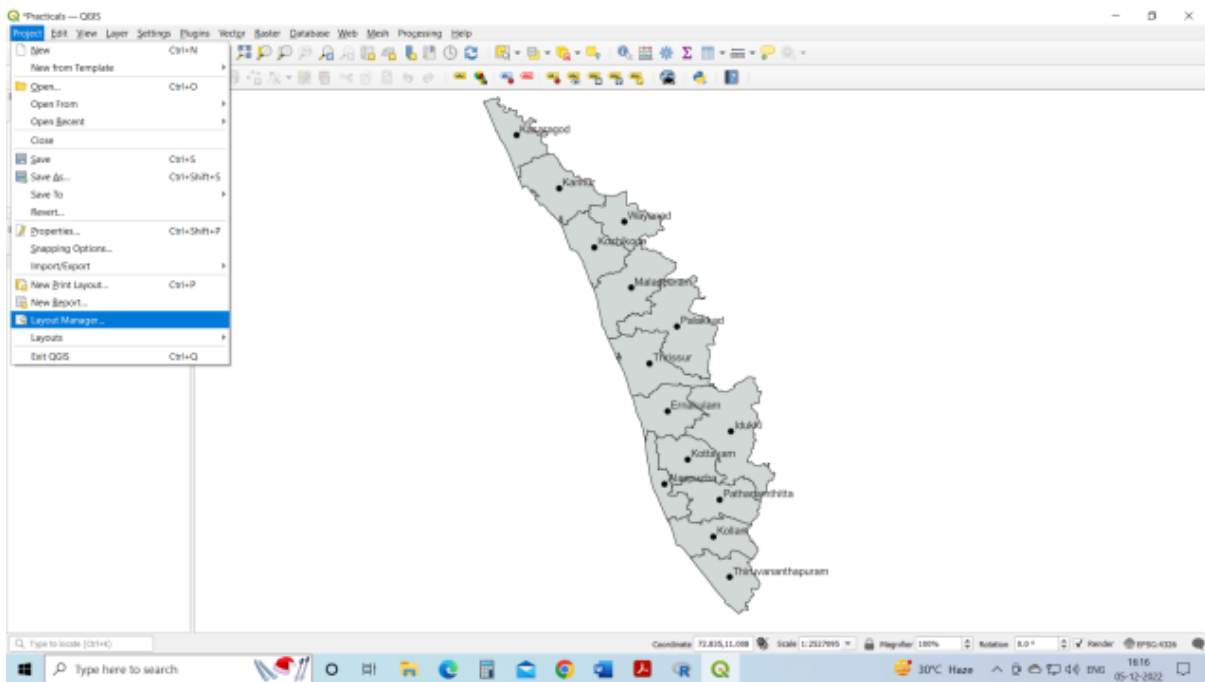 *Practicals — QGIS
Project Edit View Layer Settings Plugins Vector Raster Database Web Mesh Processing Help
New Ctrl+N
New from Template
Open... Ctrl+O
Open From
Open Recent
Close
Save Ctrl+S
Save As... Ctrl+Shift+S
Save To
Revert...
Properties... Ctrl+Shift+P
Snapping Options...
Import/Export
New Print Layout... Ctrl+P
New Report...
Layout Manager...
Layouts
Exit QGIS Ctrl+Q
Kasaragod
Kannur
Wayanad
Kozhikode
Malappuram
Palakkad
Thrissur
Ernakulam
Idukki
Kottayam
Alappuzha
Pathanamthitta
Kollam
Thiruvananthapuram
Type to locate (Ctrl+K)
Coordinate 72.835,11.008 Scale 1:2527895 Magnifier 100% Rotation 0.0 ° Render EPSG:4326
Type here to search
30°C Haze
ENG
16:16
05-12-2022